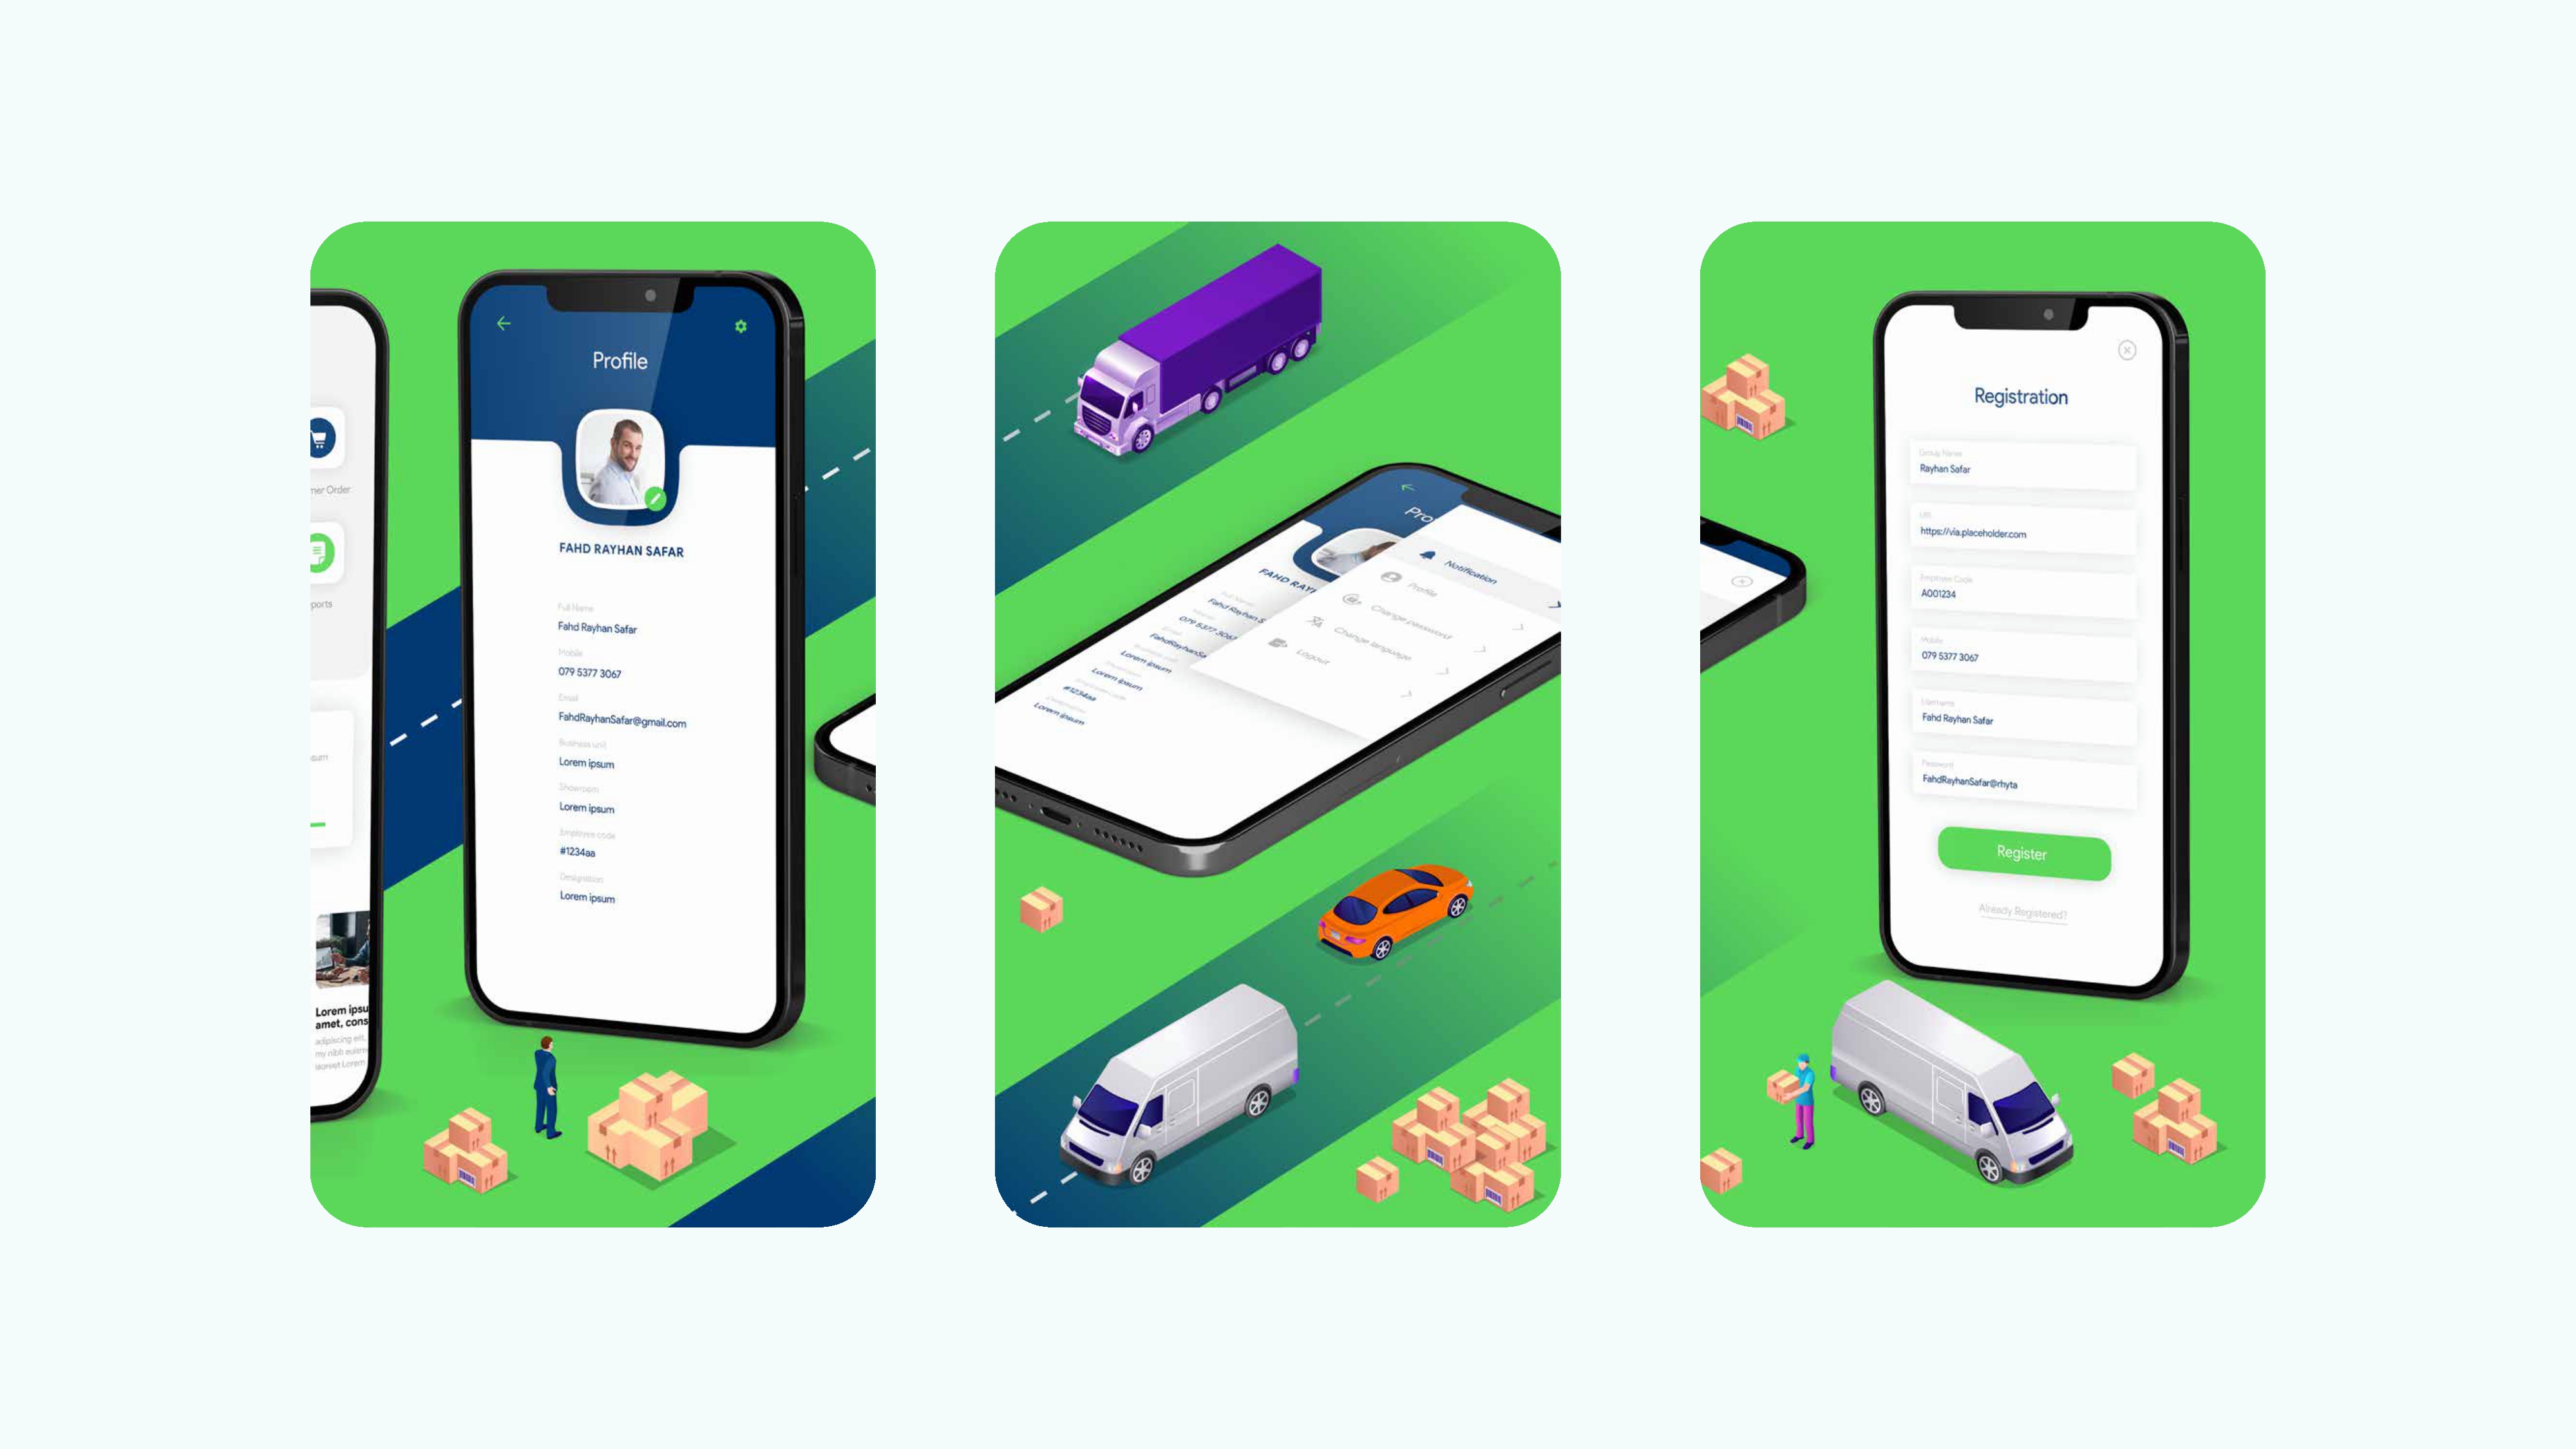 mer Order
ports
sum
Lorem ipsu
amet, cons
adipiscing elit,
my nibh euism
laoreet Lorem
Profile
FAHD RAYHAN SAFAR
Full Name
Fahd Rayhan Safar
Mobile
079 5377 3067
Email
FahdRayhanSafar@gmail.com
Business unit
Lorem ipsum
Showroom
Lorem ipsum
Employee code
#1234aa
Designation
Lorem ipsum
Pro
FAHD RAY
Full Name
Fahd Rayhan S
079 5377 3067
Email
FahdRayhanSa
Lorem ipsum
Lorem ipsum
#1234aa
Lorem ipsum
Notification
Profile
Change password
Change language
Logout
Registration
Group Name
Rayhan Safar
URL
https://via.placeholder.com
Employee Code
A001234
Mobile
079 5377 3067
Username
Fahd Rayhan Safar
Password
FahdRayhanSafar@rhyta
Register
Already Registered?